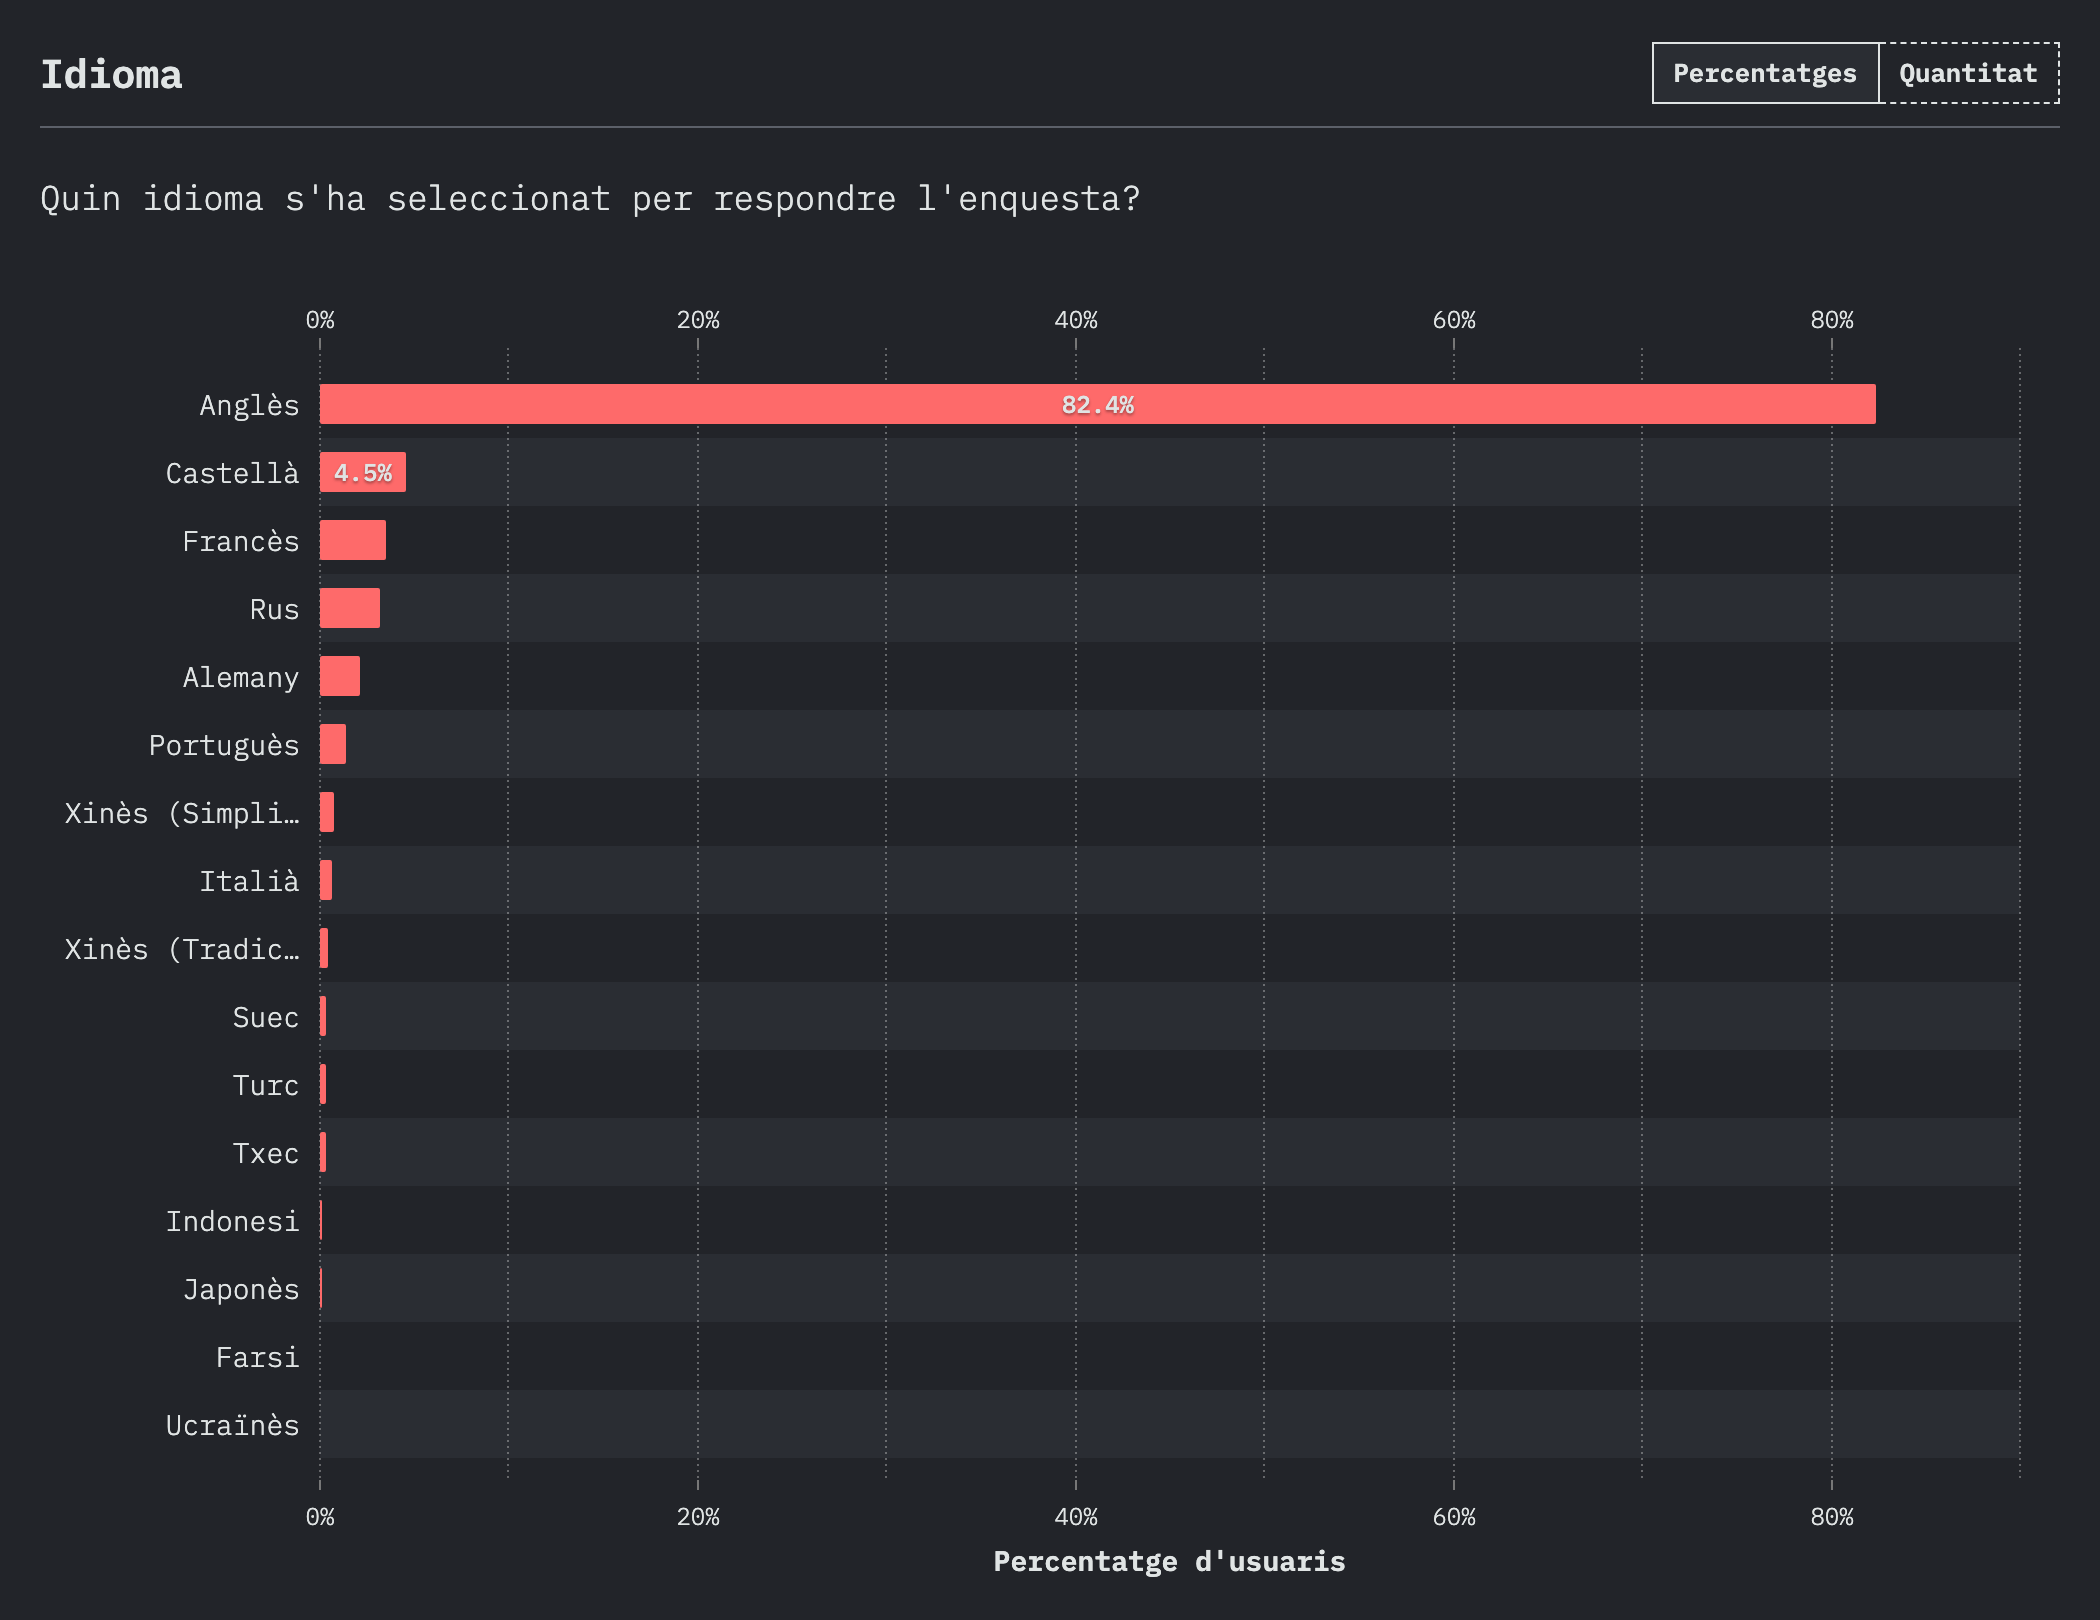 Idioma
Percentatges Quantitat
Quin idioma s'ha seleccionat per respondre l'enquesta?
0% 20% 40% 60% 80%
Anglès 82.4%
Castellà 4.5%
Francès
Rus
Alemany
Portuguès
Xinès (Simpli…
Italià
Xinès (Tradic…
Suec
Turc
Txec
Indonesi
Japonès
Farsi
Ucraïnès
0% 20% 40% 60% 80%
Percentatge d'usuaris